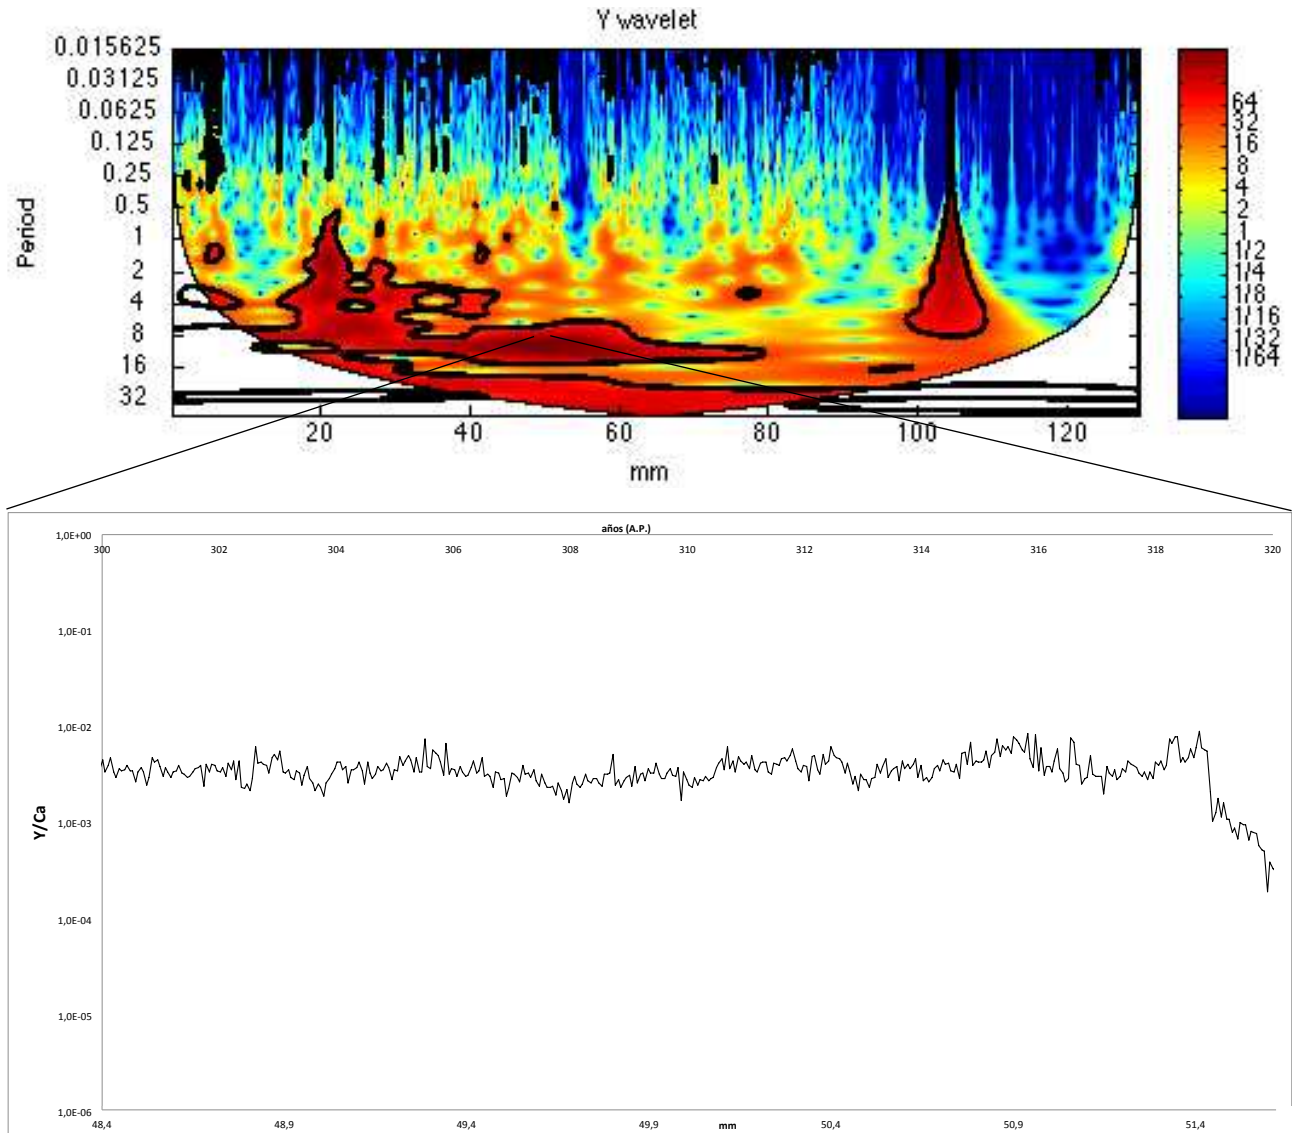 Y wavelet
0.015625
0.03125
0.0625
0.125
0.25
0.5
1
2
4
8
16
32
Period
20 40 60 80 100 120
mm
64
32
16
8
4
2
1
1/2
1/4
1/8
1/16
1/32
1/64
años (A.P.)
300 302 304 306 308 310 312 314 316 318 320
1,0E+00
1,0E-01
1,0E-02
1,0E-03
1,0E-04
1,0E-05
1,0E-06
Y/Ca
48,4 48,9 49,4 49,9 mm 50,4 50,9 51,4